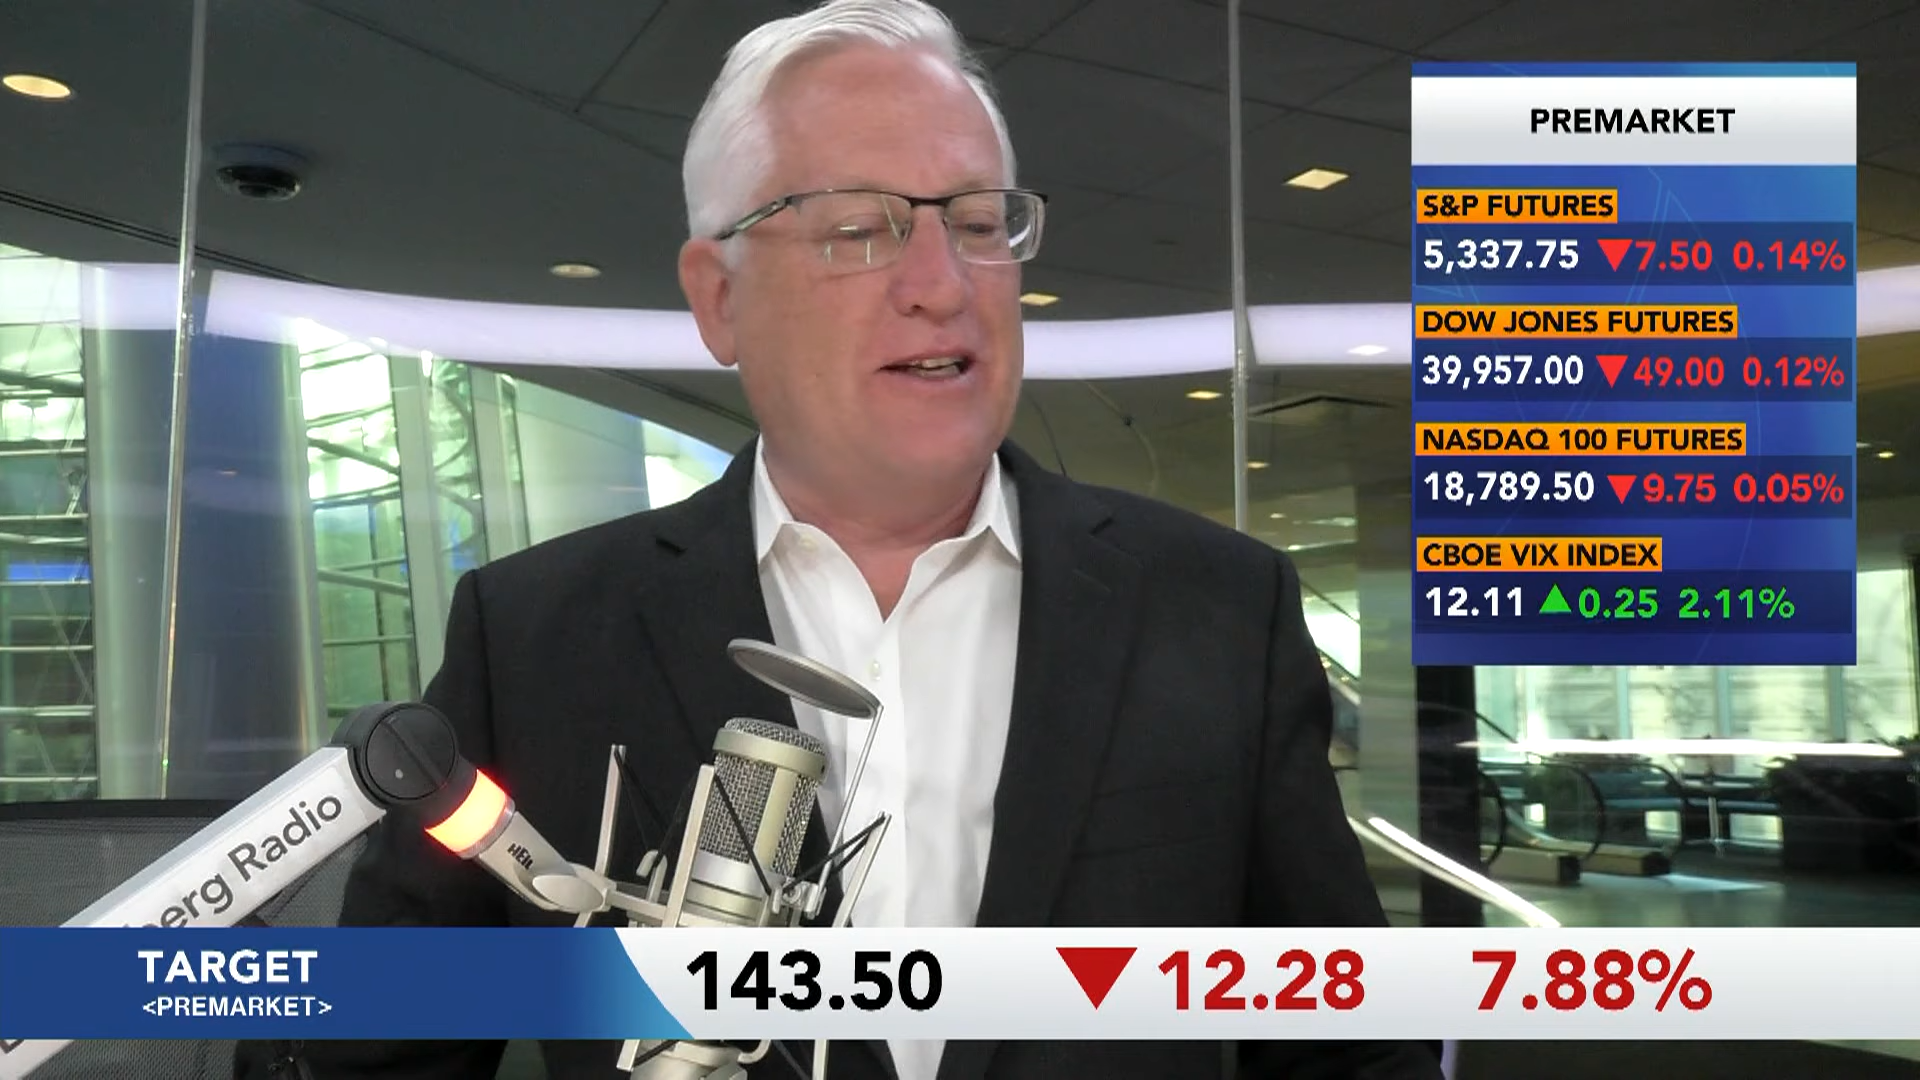 PREMARKET
S&P FUTURES
5,337.75 ▼7.50 0.14%
DOW JONES FUTURES
39,957.00 ▼49.00 0.12%
NASDAQ 100 FUTURES
18,789.50 ▼9.75 0.05%
CBOE VIX INDEX
12.11 ▲0.25 2.11%
berg Radio
HEIL
TARGET
<PREMARKET>
143.50 ▼12.28 7.88%